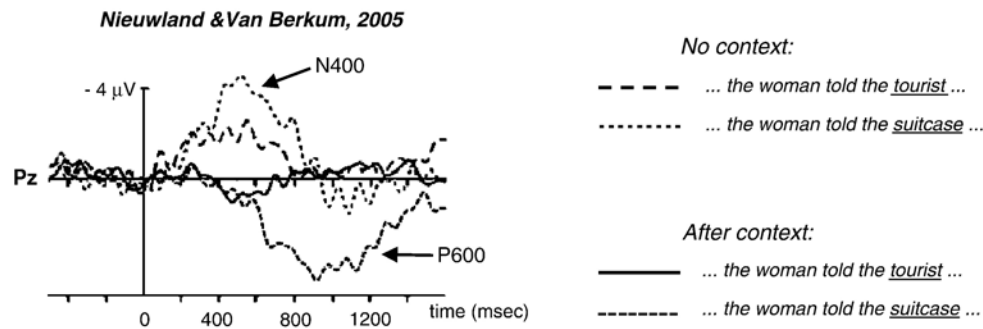 Nieuwland &Van Berkum, 2005
N400
- 4 μV
Pz
P600
0 400 800 1200 time (msec)
No context:
... the woman told the tourist ...
... the woman told the suitcase ...
After context:
... the woman told the tourist ...
... the woman told the suitcase ...